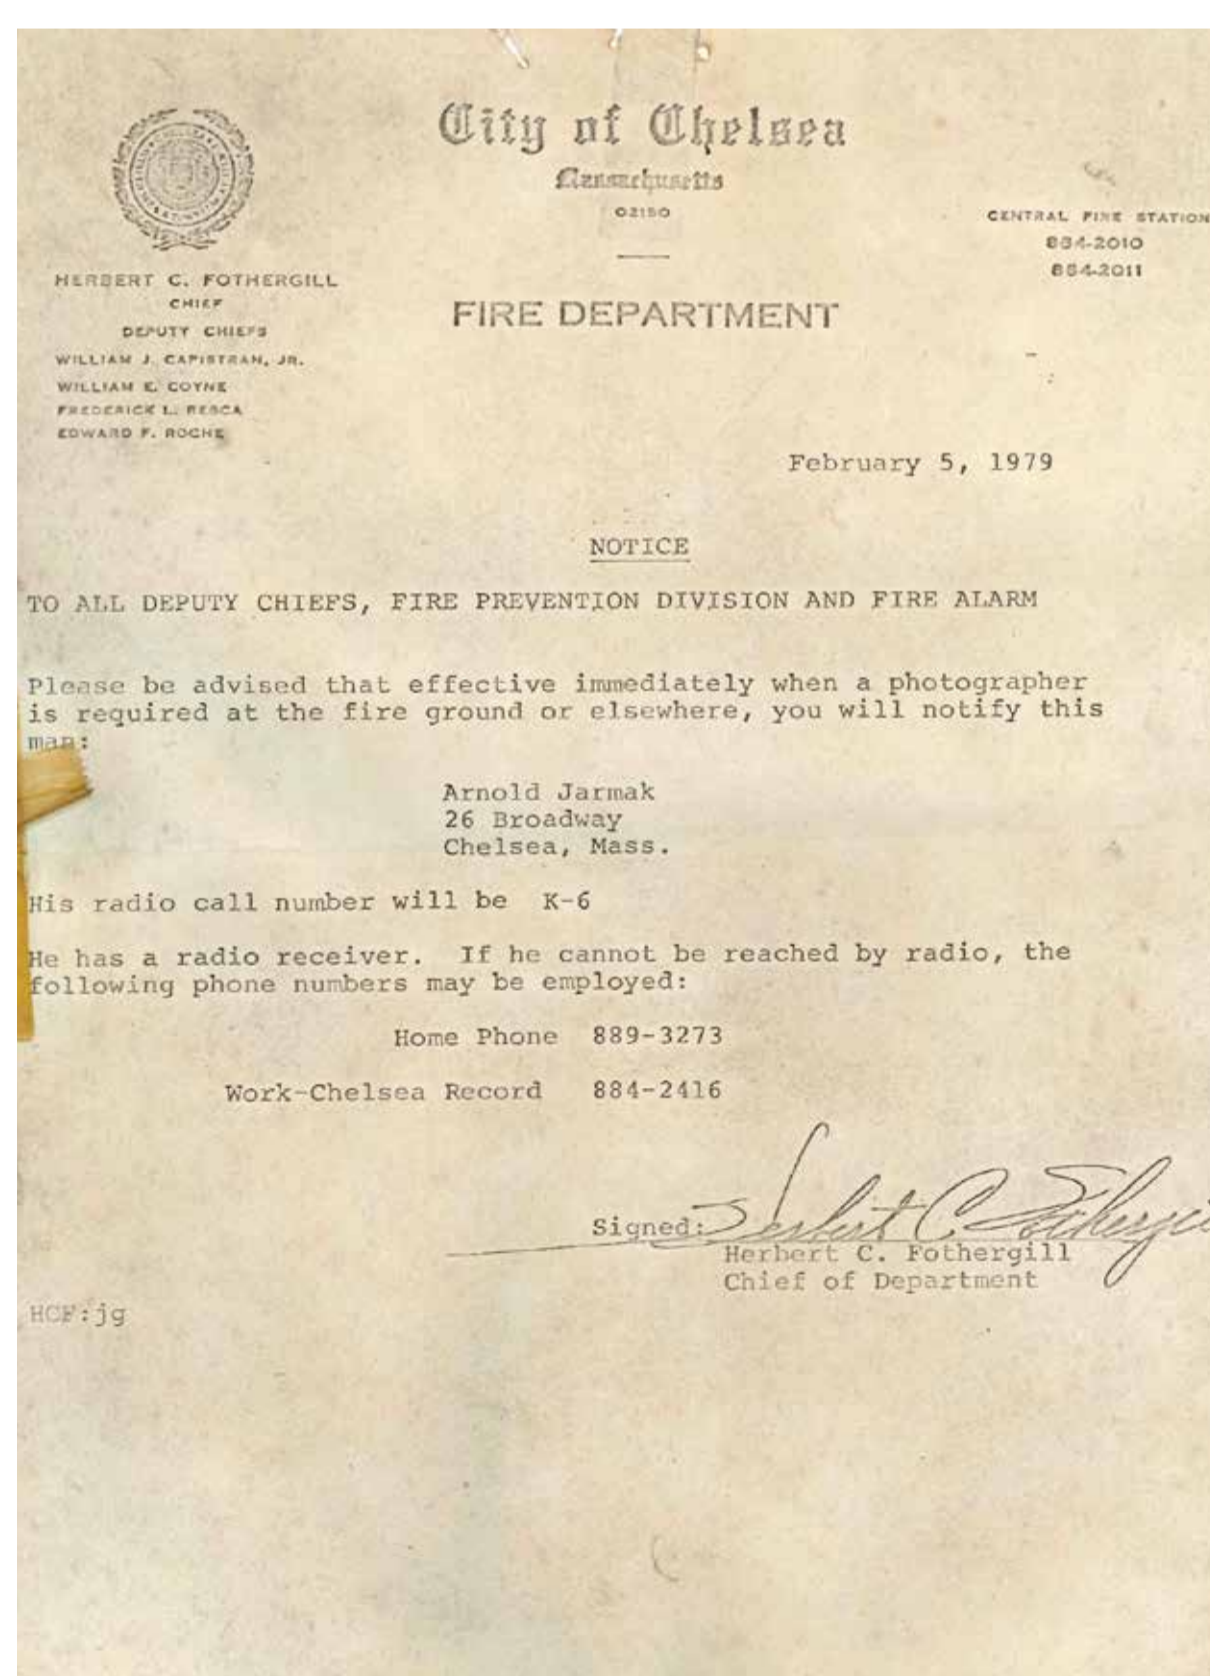 City of Chelsea
Massachusetts
02150
CENTRAL FIRE STATION
884-2010
884-2011
HERBERT C. FOTHERGILL
CHIEF
DEPUTY CHIEFS
WILLIAM J. CAPISTRAN, JR.
WILLIAM E. COYNE
FREDERICK L. RESCA
EDWARD F. ROCHE
FIRE DEPARTMENT
February 5, 1979
NOTICE
TO ALL DEPUTY CHIEFS, FIRE PREVENTION DIVISION AND FIRE ALARM
Please be advised that effective immediately when a photographer
is required at the fire ground or elsewhere, you will notify this
man:
Arnold Jarmak
26 Broadway
Chelsea, Mass.
His radio call number will be K-6
He has a radio receiver. If he cannot be reached by radio, the
following phone numbers may be employed:
Home Phone 889-3273
Work-Chelsea Record 884-2416
Signed: Herbert C. Fothergill
Herbert C. Fothergill
Chief of Department
HCF:jg